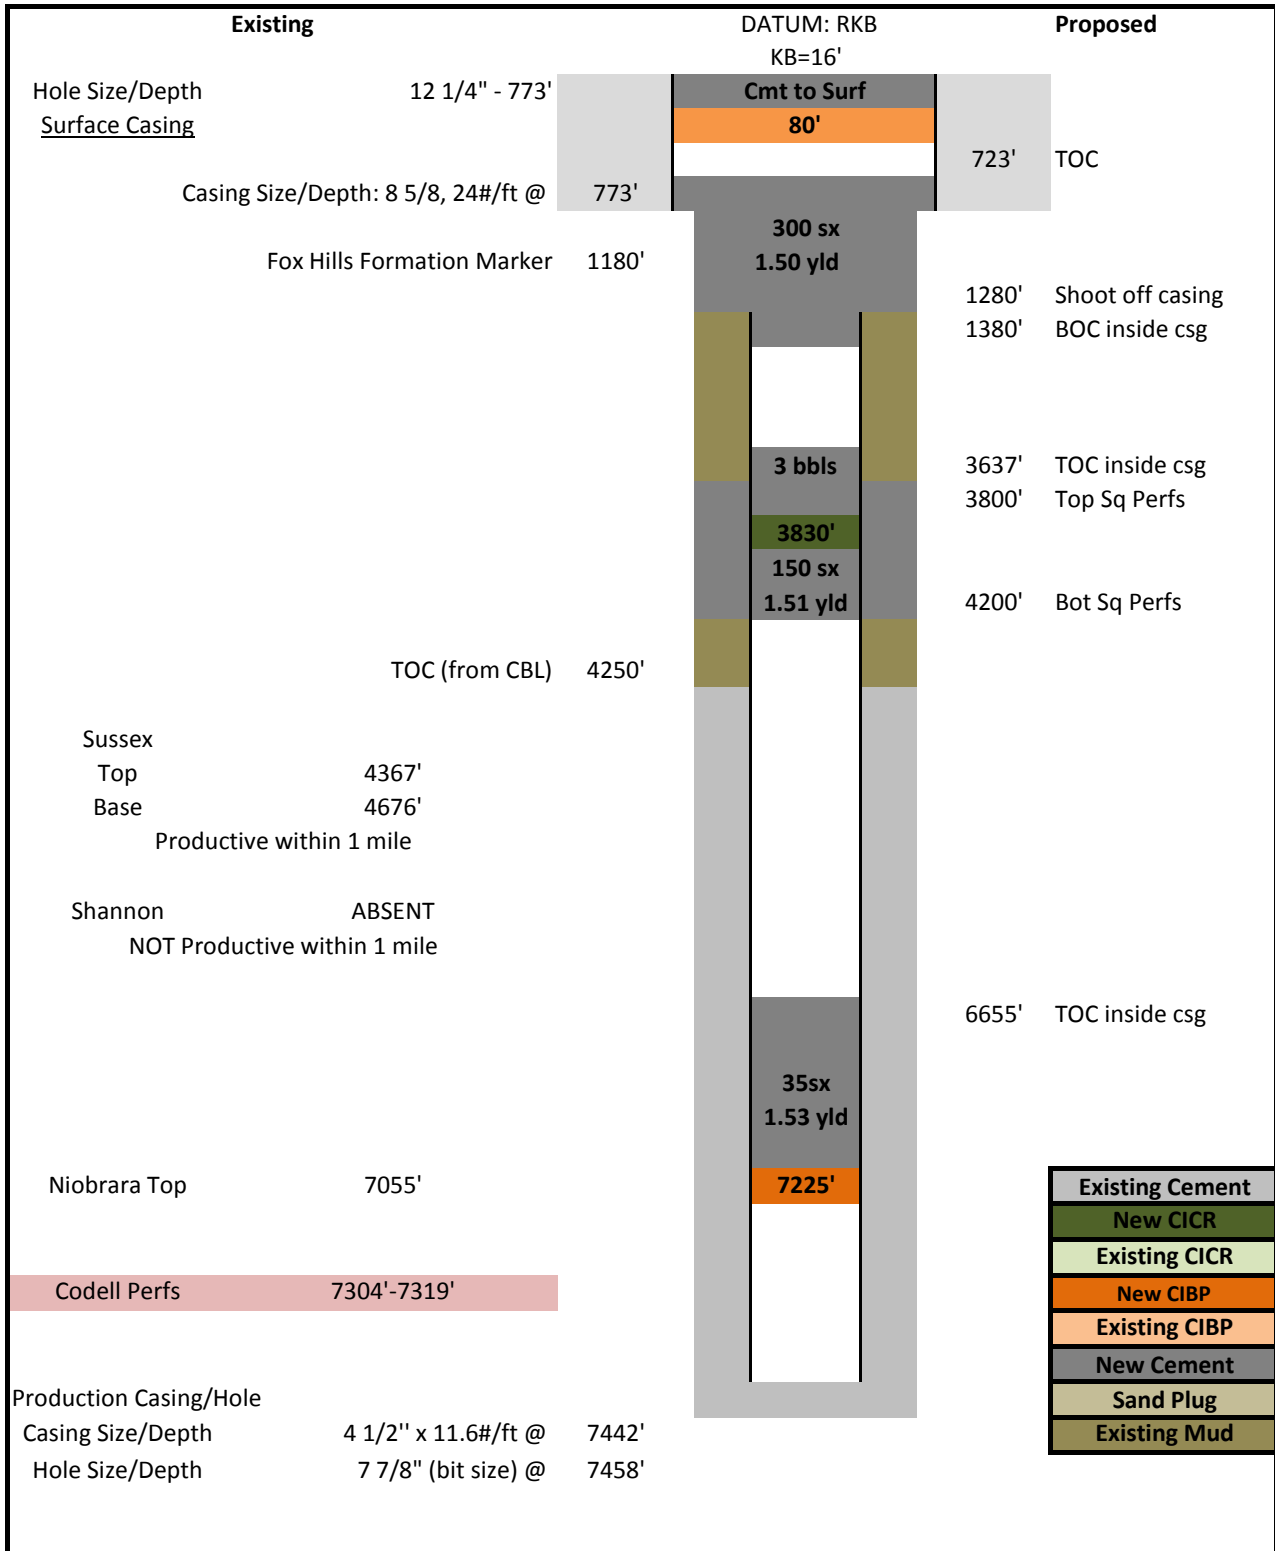 Existing DATUM: RKB Proposed
KB=16'
Hole Size/Depth 12 1/4" - 773' Cmt to Surf
Surface Casing 80'
723' TOC
Casing Size/Depth: 8 5/8, 24#/ft @ 773'
300 sx
Fox Hills Formation Marker 1180' 1.50 yld
1280' Shoot off casing
1380' BOC inside csg
3 bbls 3637' TOC inside csg
3800' Top Sq Perfs
3830'
150 sx
1.51 yld 4200' Bot Sq Perfs
TOC (from CBL) 4250'
Sussex
Top 4367'
Base 4676'
Productive within 1 mile
Shannon ABSENT
NOT Productive within 1 mile
6655' TOC inside csg
35sx
1.53 yld
Niobrara Top 7055' 7225' Existing Cement
New CICR
Existing CICR
Codell Perfs 7304'-7319' New CIBP
Existing CIBP
New Cement
Production Casing/Hole Sand Plug
Casing Size/Depth 4 1/2'' x 11.6#/ft @ 7442' Existing Mud
Hole Size/Depth 7 7/8" (bit size) @ 7458'